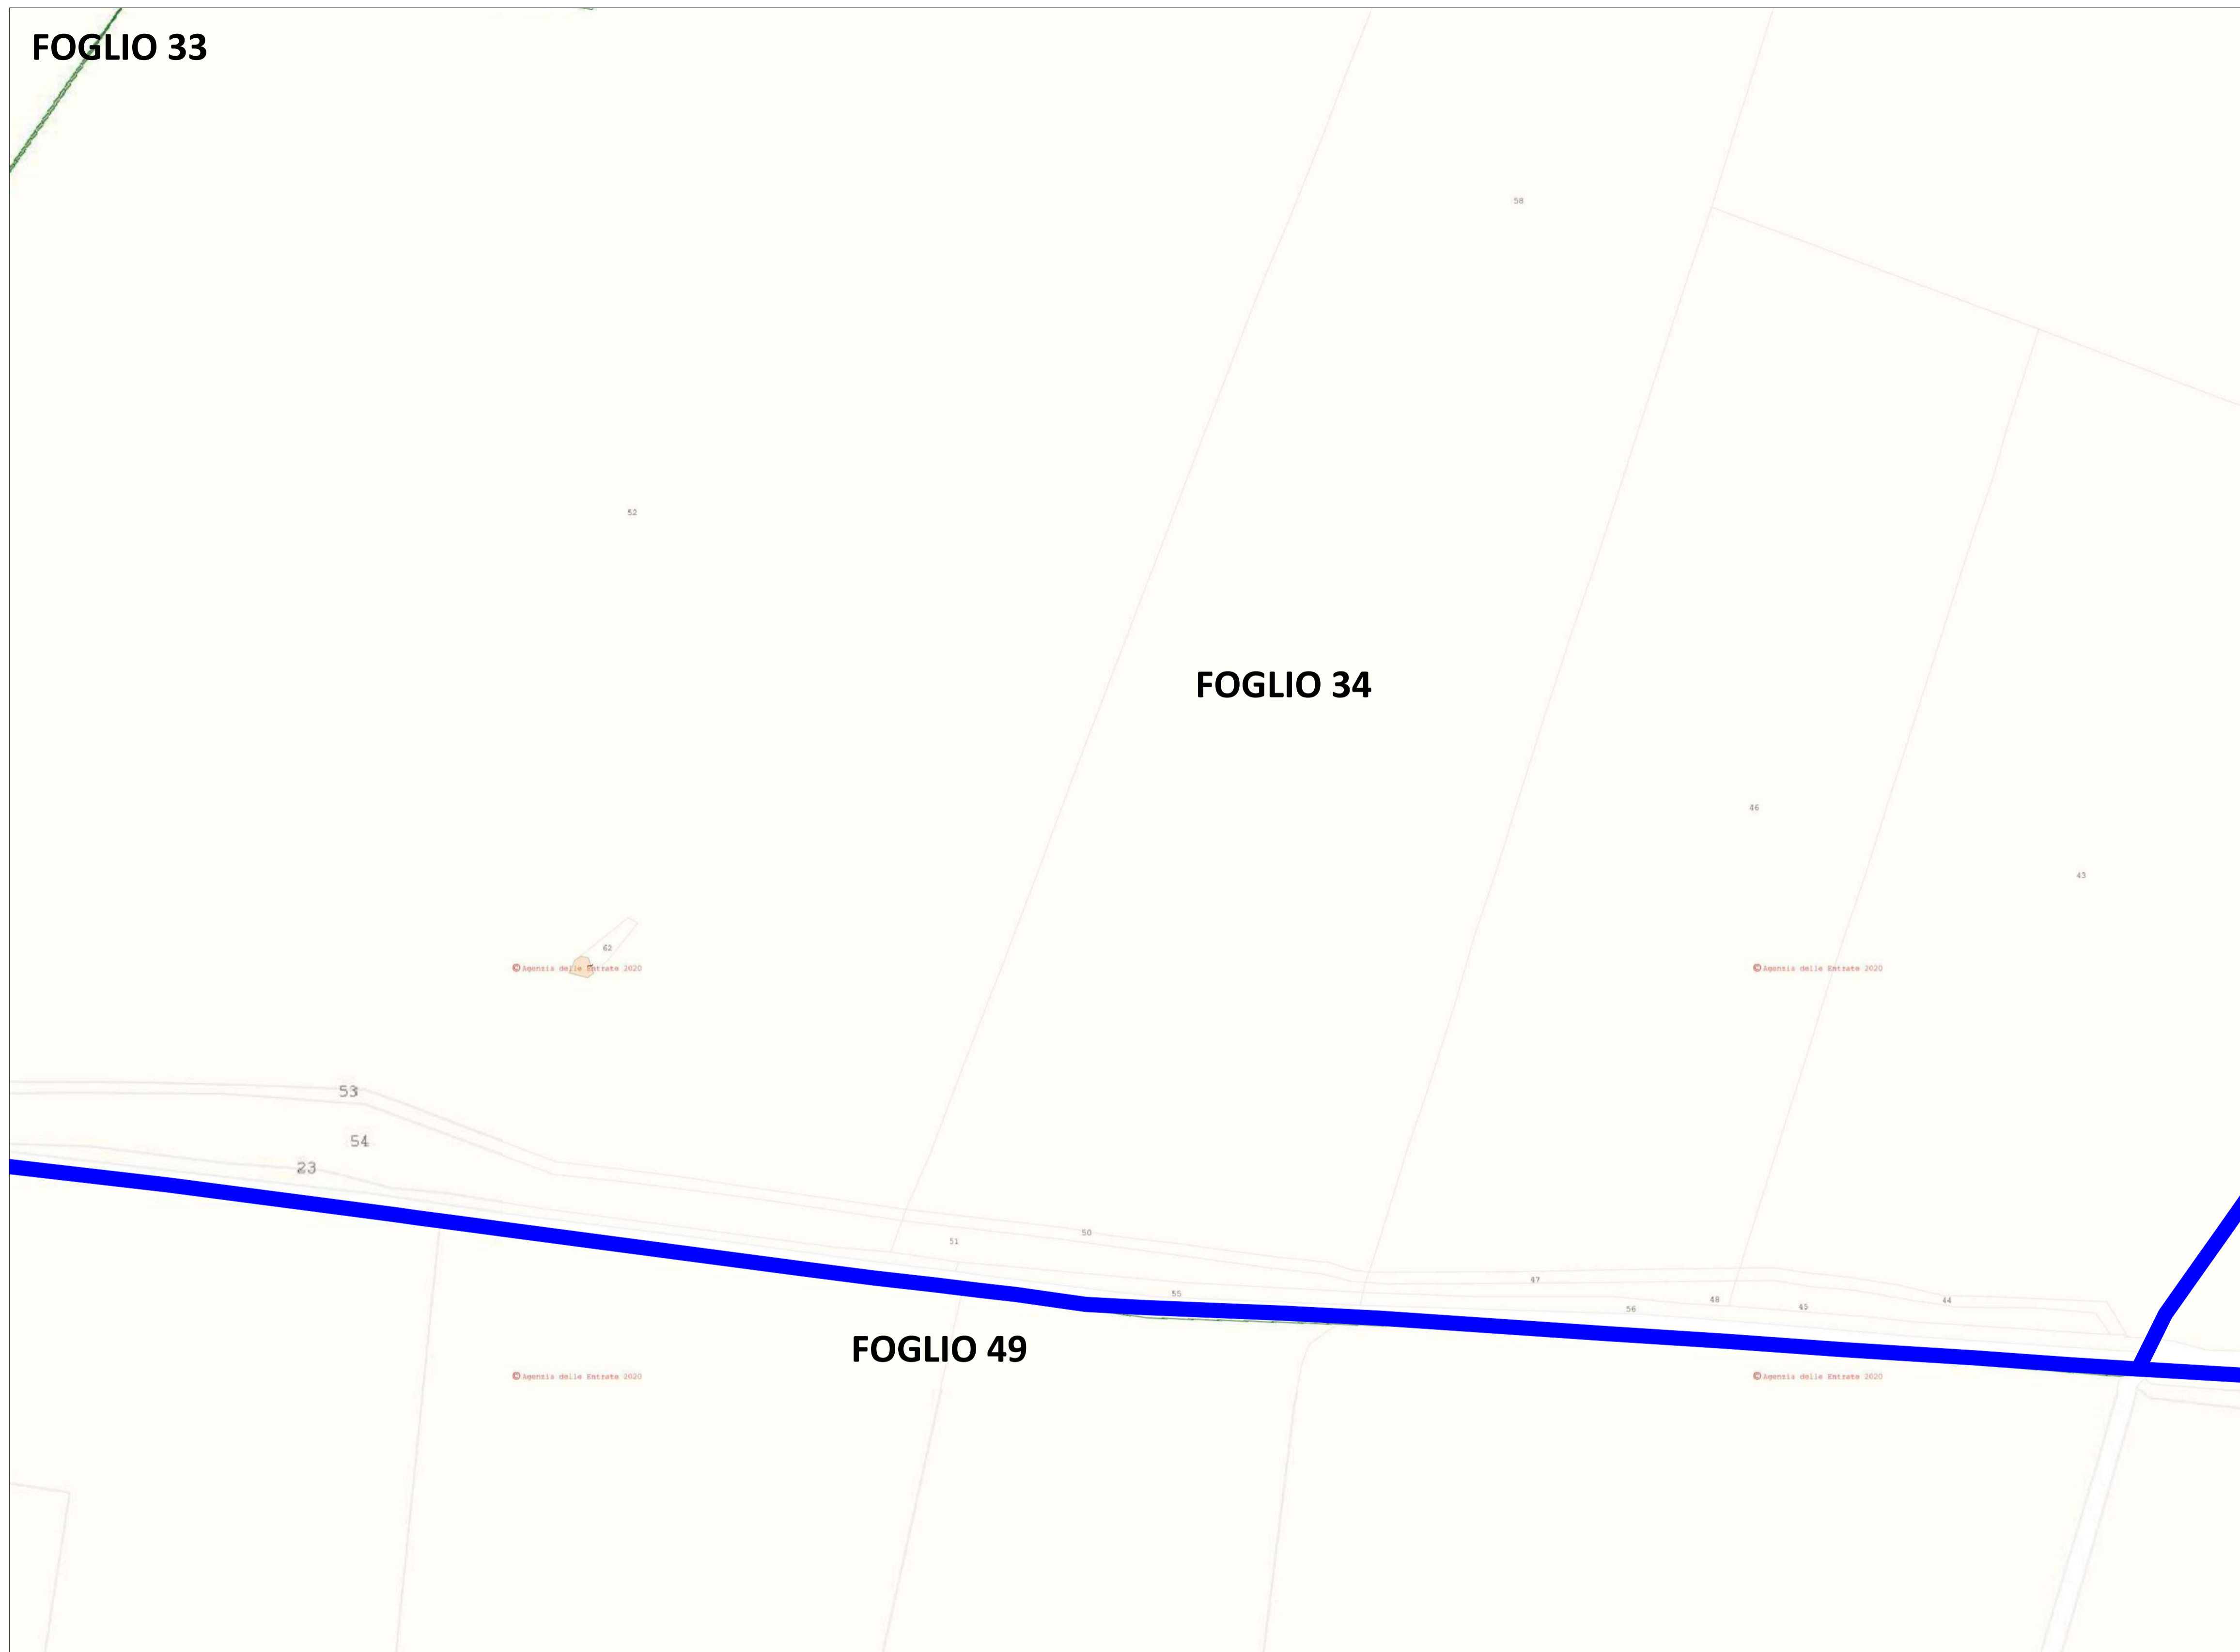 FOGLIO 33
58
52
FOGLIO 34
46
43
62
© Agenzia delle Entrate 2020
© Agenzia delle Entrate 2020
53
54
23
50
51
47
55
48
44
45
56
FOGLIO 49
© Agenzia delle Entrate 2020
© Agenzia delle Entrate 2020